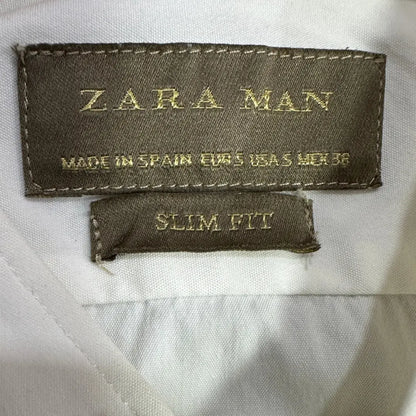 ZARA MAN
MADE IN SPAIN EUR S USA S MEX 38
SLIM FIT